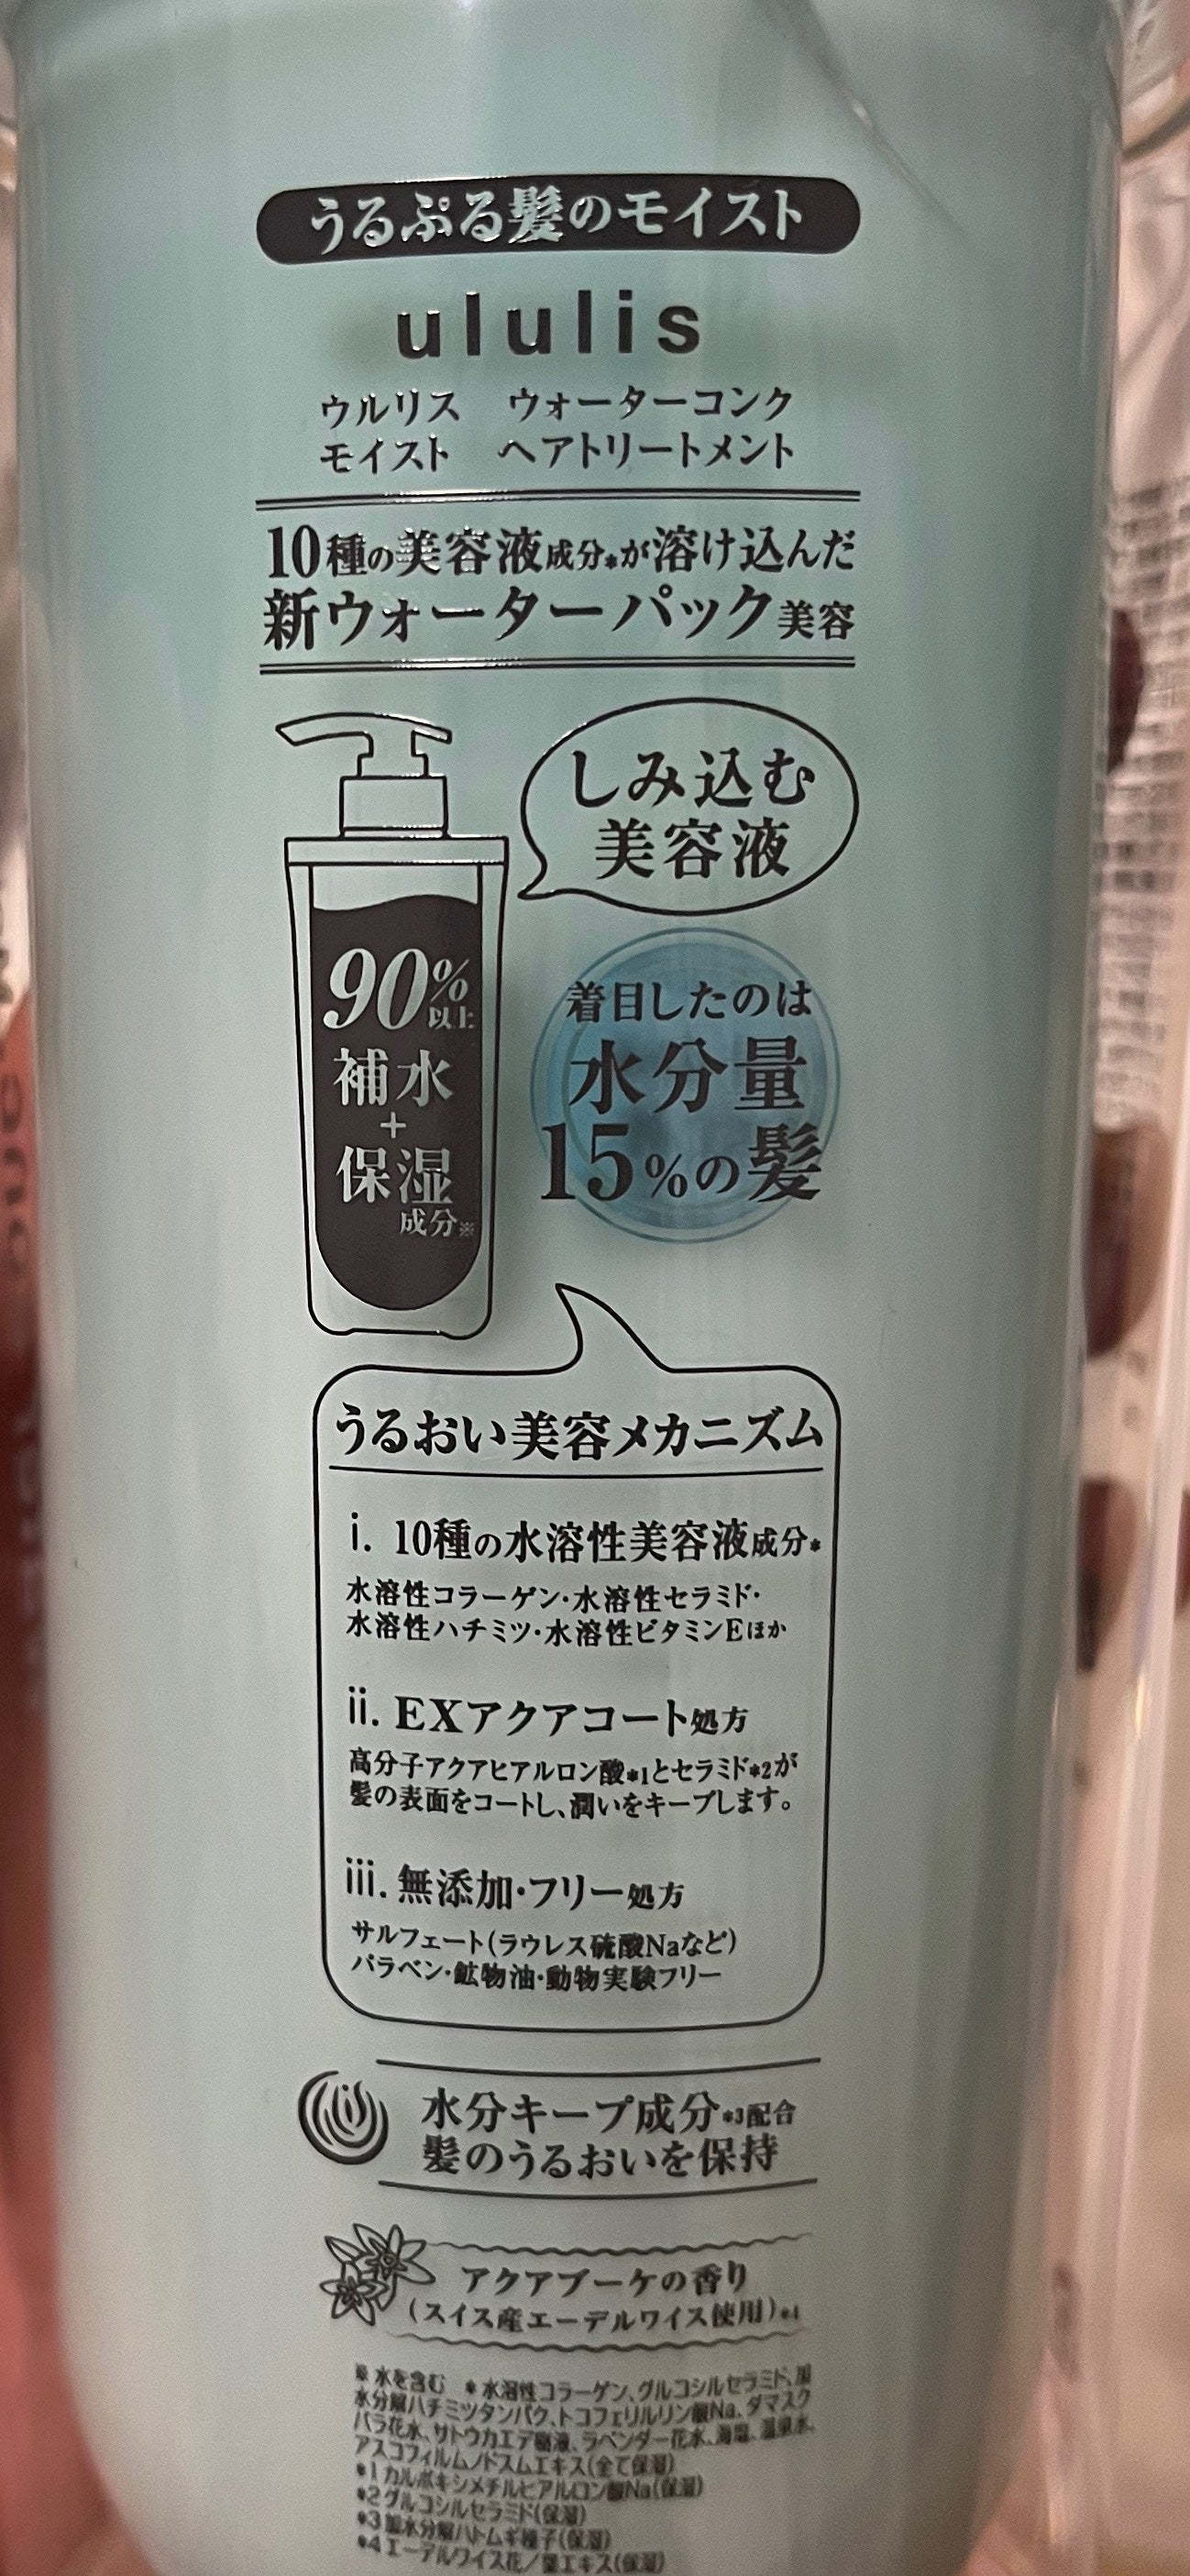 うるぷる髪のモイスト
ululis
ウルリス ウォーターコンク
モイスト ヘアトリートメント
10種の美容液成分*が溶け込んだ
新ウォーターパック美容
しみ込む
美容液
90%以上
補水
+
保湿
成分※
着目したのは
水分量
15%の髪
うるおい美容メカニズム
i. 10種の水溶性美容液成分*
水溶性コラーゲン・水溶性セラミド・
水溶性ハチミツ・水溶性ビタミンEほか
ii. EXアクアコート処方
高分子アクアヒアルロン酸*1とセラミド*2が
髪の表面をコートし、潤いをキープします。
iii. 無添加・フリー処方
サルフェート(ラウレス硫酸Naなど)
パラベン・鉱物油・動物実験フリー
水分キープ成分*3配合
髪のうるおいを保持
アクアブーケの香り
(スイス産エーデルワイス使用)*4
※ 水を含む *水溶性コラーゲン、グルコシルセラミド、加
水分解ハチミツタンパク、トコフェリルリン酸Na、ダマスク
バラ花水、サトウカエデ樹液、ラベンダー花水、海塩、温泉水、
アスコフィルムノドスムエキス(全て保湿)
*1 カルボキシメチルヒアルロン酸Na(保湿)
*2 グルコシルセラミド(保湿)
*3 加水分解ハトムギ種子(保湿)
*4 エーデルワイス花/葉エキス(保湿)